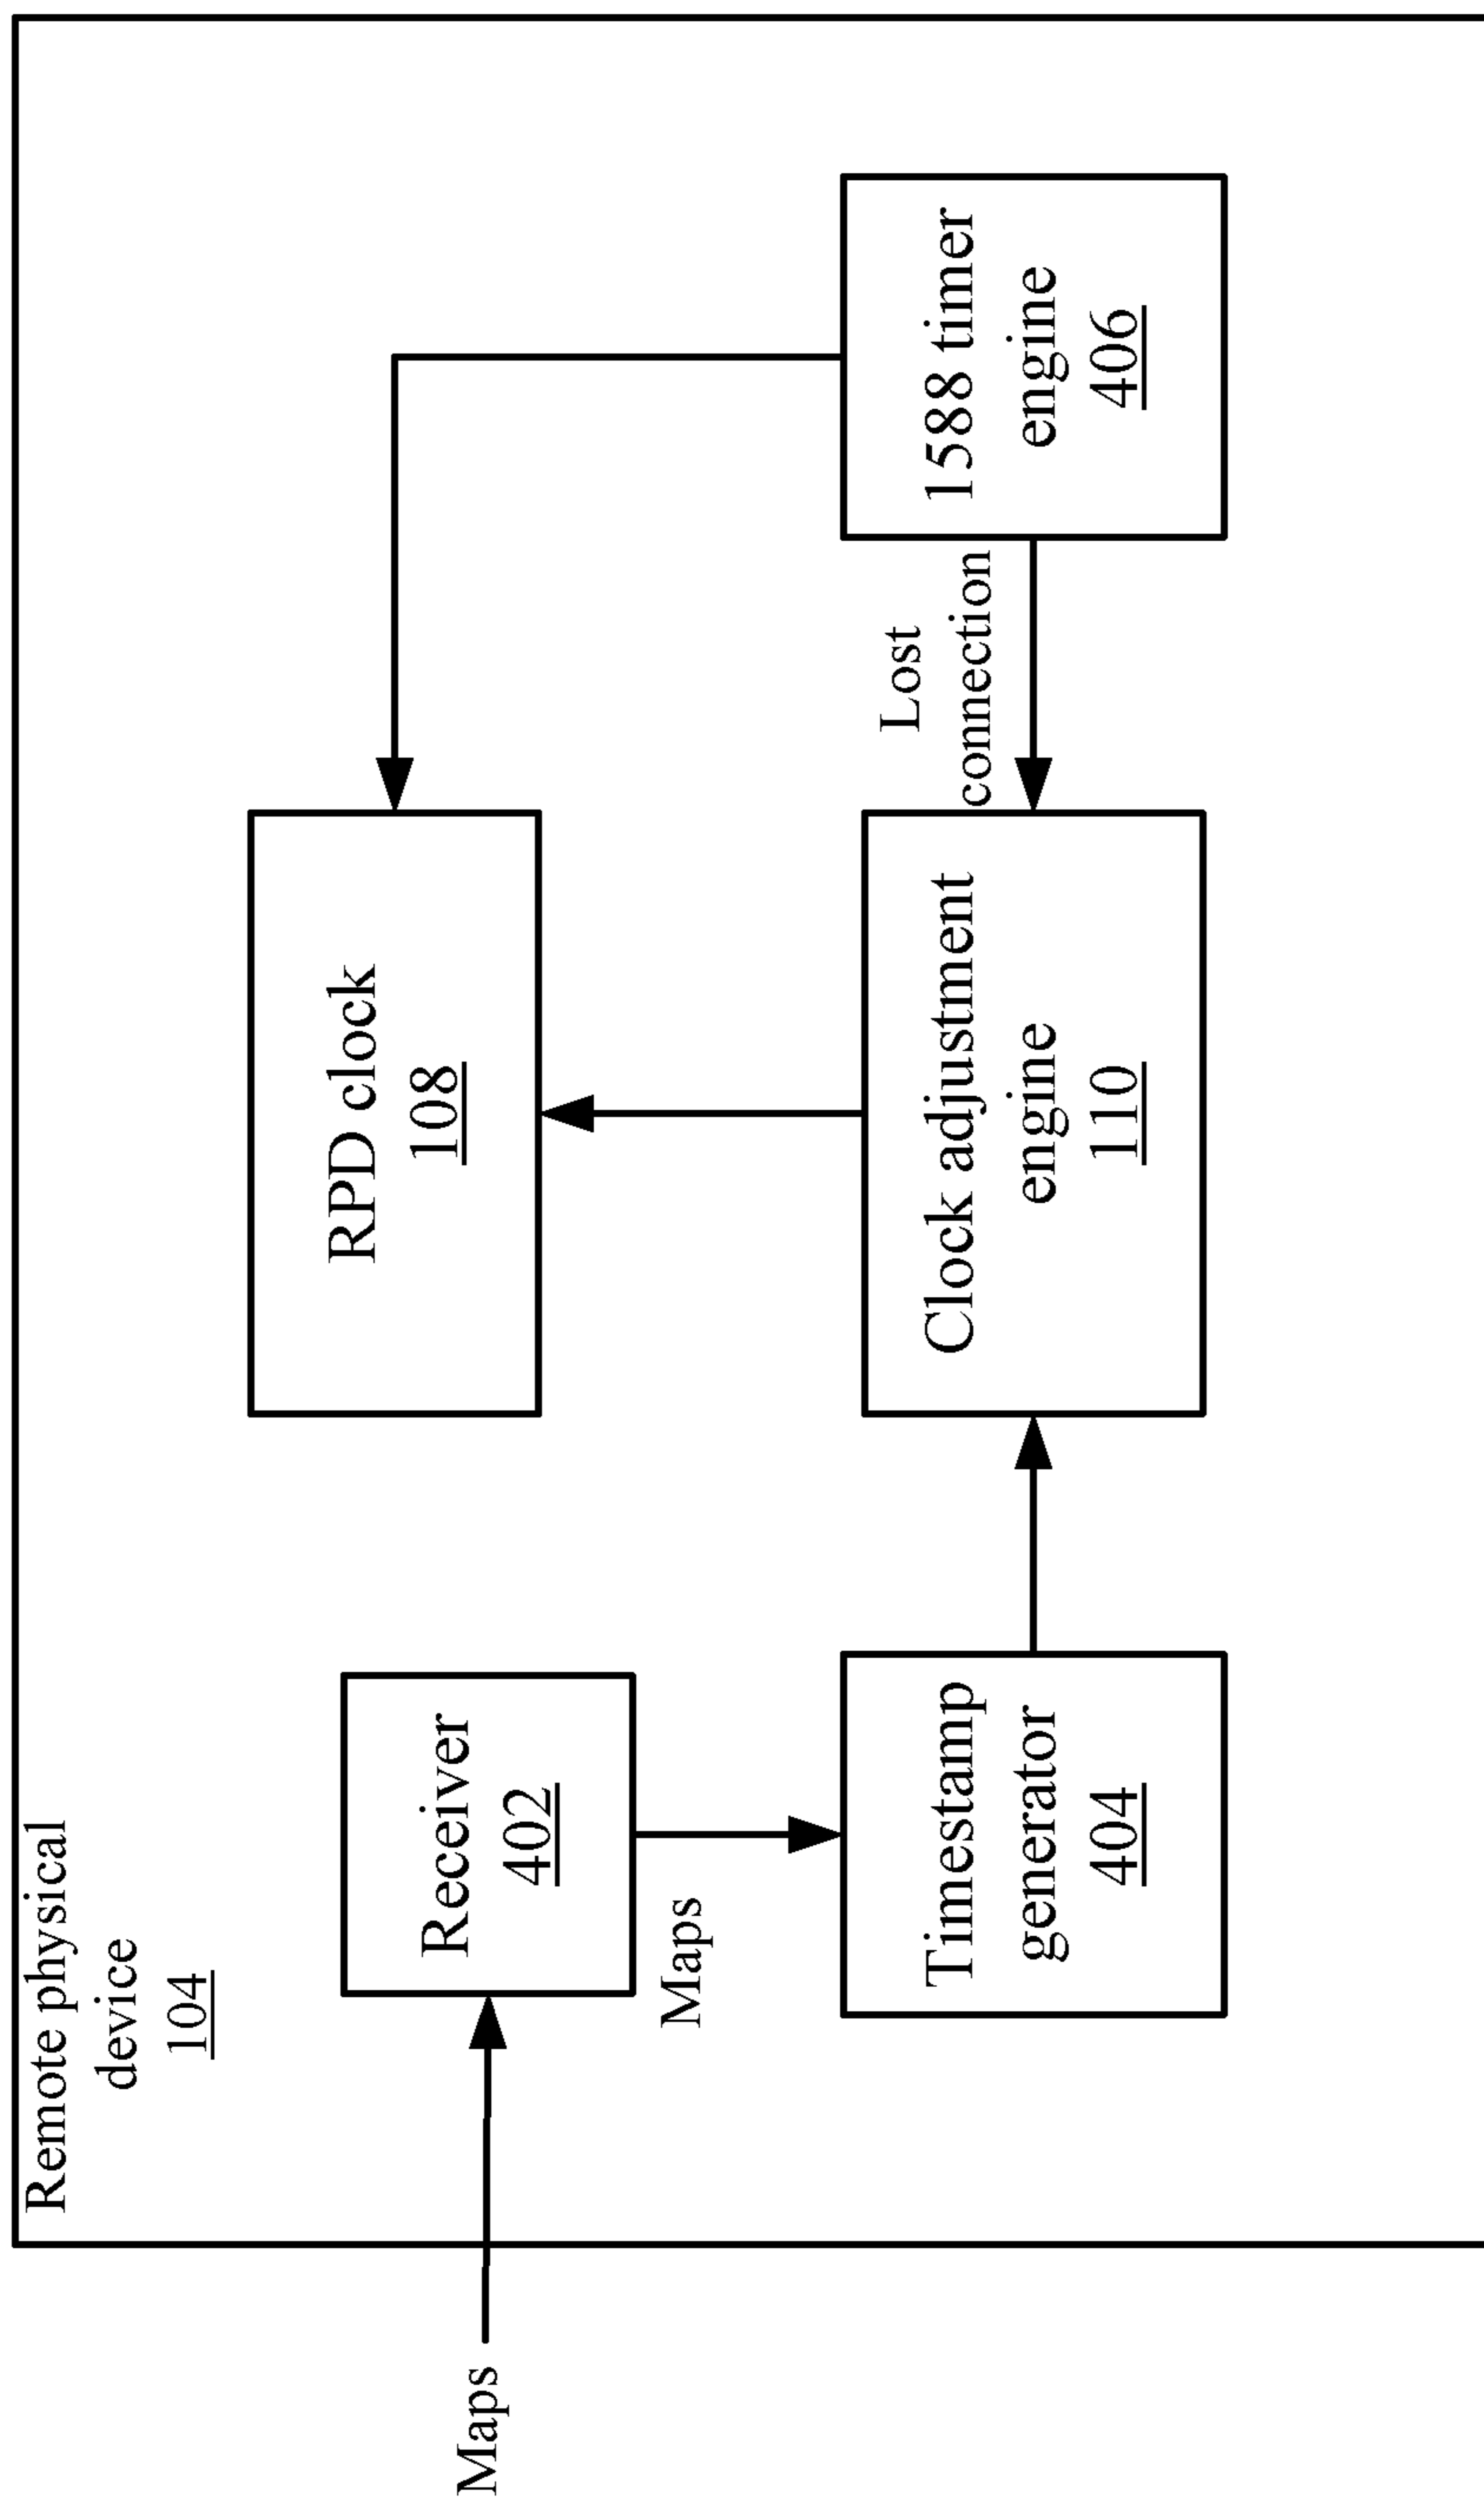 Remote physical
device
104
RPD clock
108
Maps
Receiver
402
Maps
Lost
connection
Timestamp
generator
404
Clock adjustment
engine
110
1588 timer
engine
406